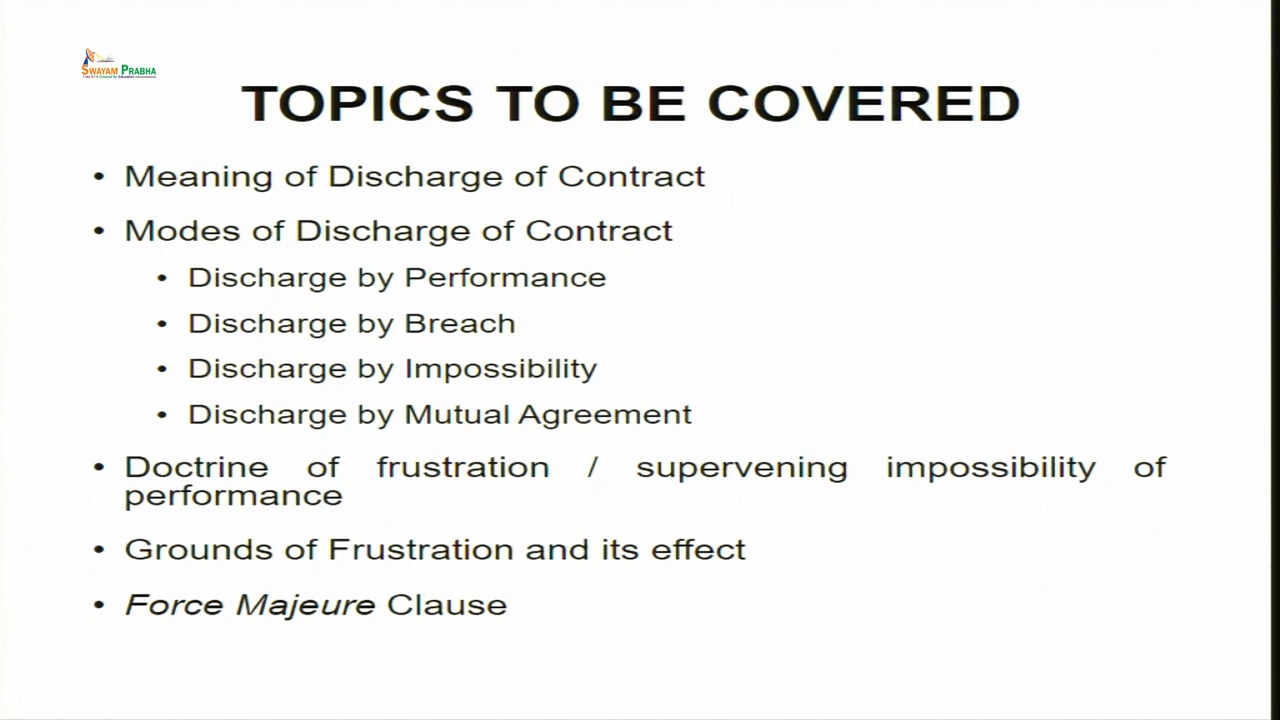 SWAYAM PRABHA
TOPICS TO BE COVERED
• Meaning of Discharge of Contract
• Modes of Discharge of Contract
• Discharge by Performance
• Discharge by Breach
• Discharge by Impossibility
• Discharge by Mutual Agreement
• Doctrine of frustration / supervening impossibility of
performance
• Grounds of Frustration and its effect
• Force Majeure Clause